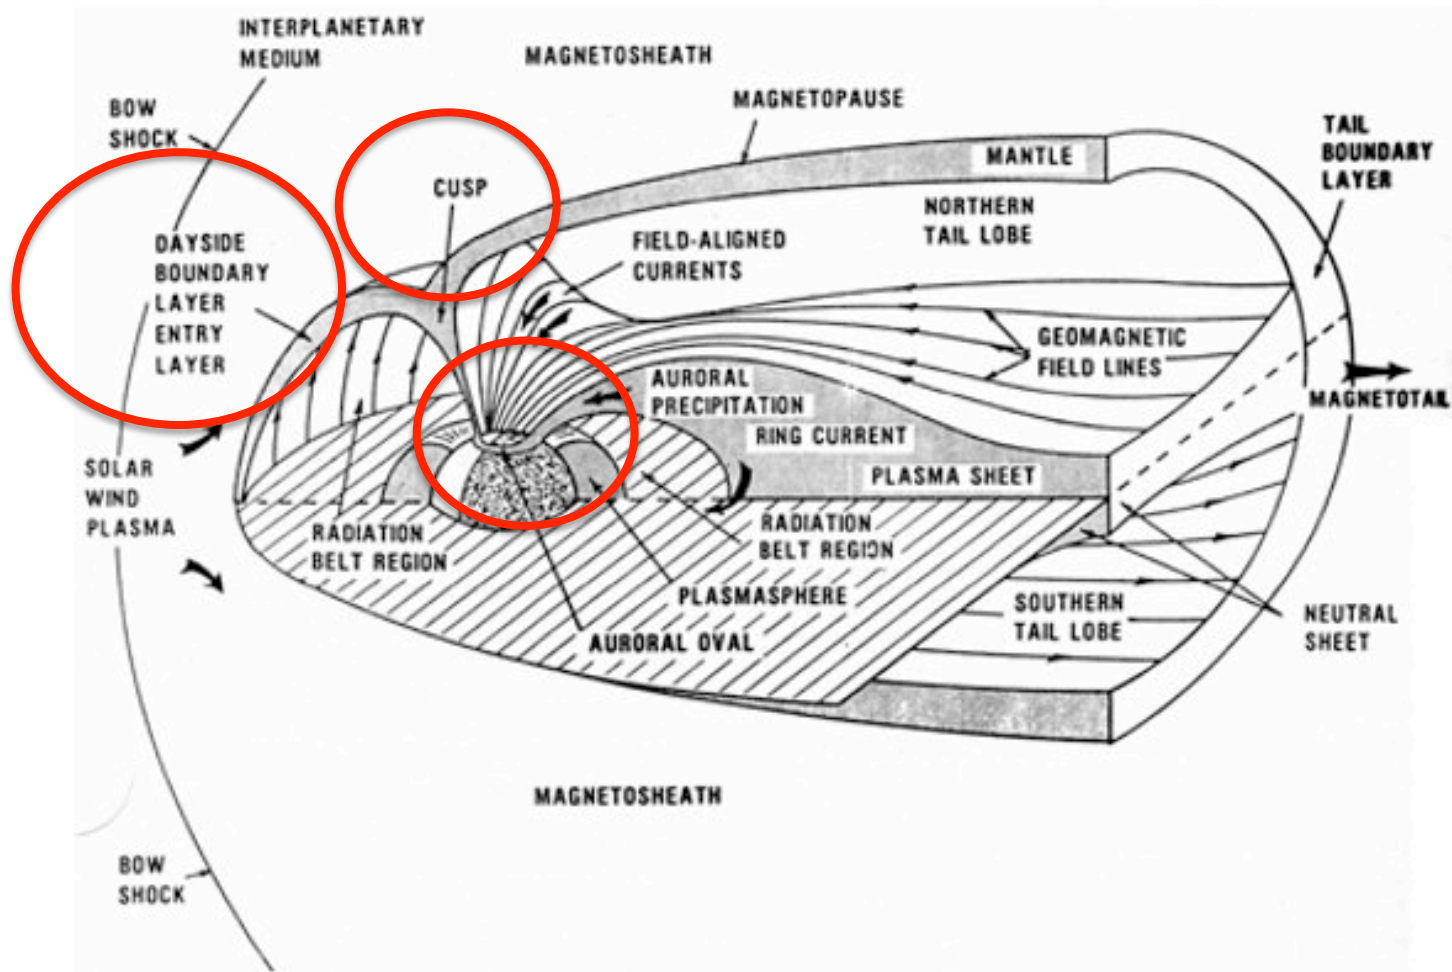 INTERPLANETARY
MEDIUM
MAGNETOSHEATH
BOW
SHOCK
MAGNETOPAUSE
TAIL
BOUNDARY
LAYER
MANTLE
CUSP
NORTHERN
TAIL LOBE
DAYSIDE
BOUNDARY
LAYER
ENTRY
LAYER
FIELD-ALIGNED
CURRENTS
GEOMAGNETIC
FIELD LINES
AURORAL
PRECIPITATION
MAGNETOTAIL
RING CURRENT
PLASMA SHEET
SOLAR
WIND
PLASMA
RADIATION
BELT REGION
RADIATION
BELT REGION
PLASMASPHERE
AURORAL OVAL
SOUTHERN
TAIL LOBE
NEUTRAL
SHEET
MAGNETOSHEATH
BOW
SHOCK